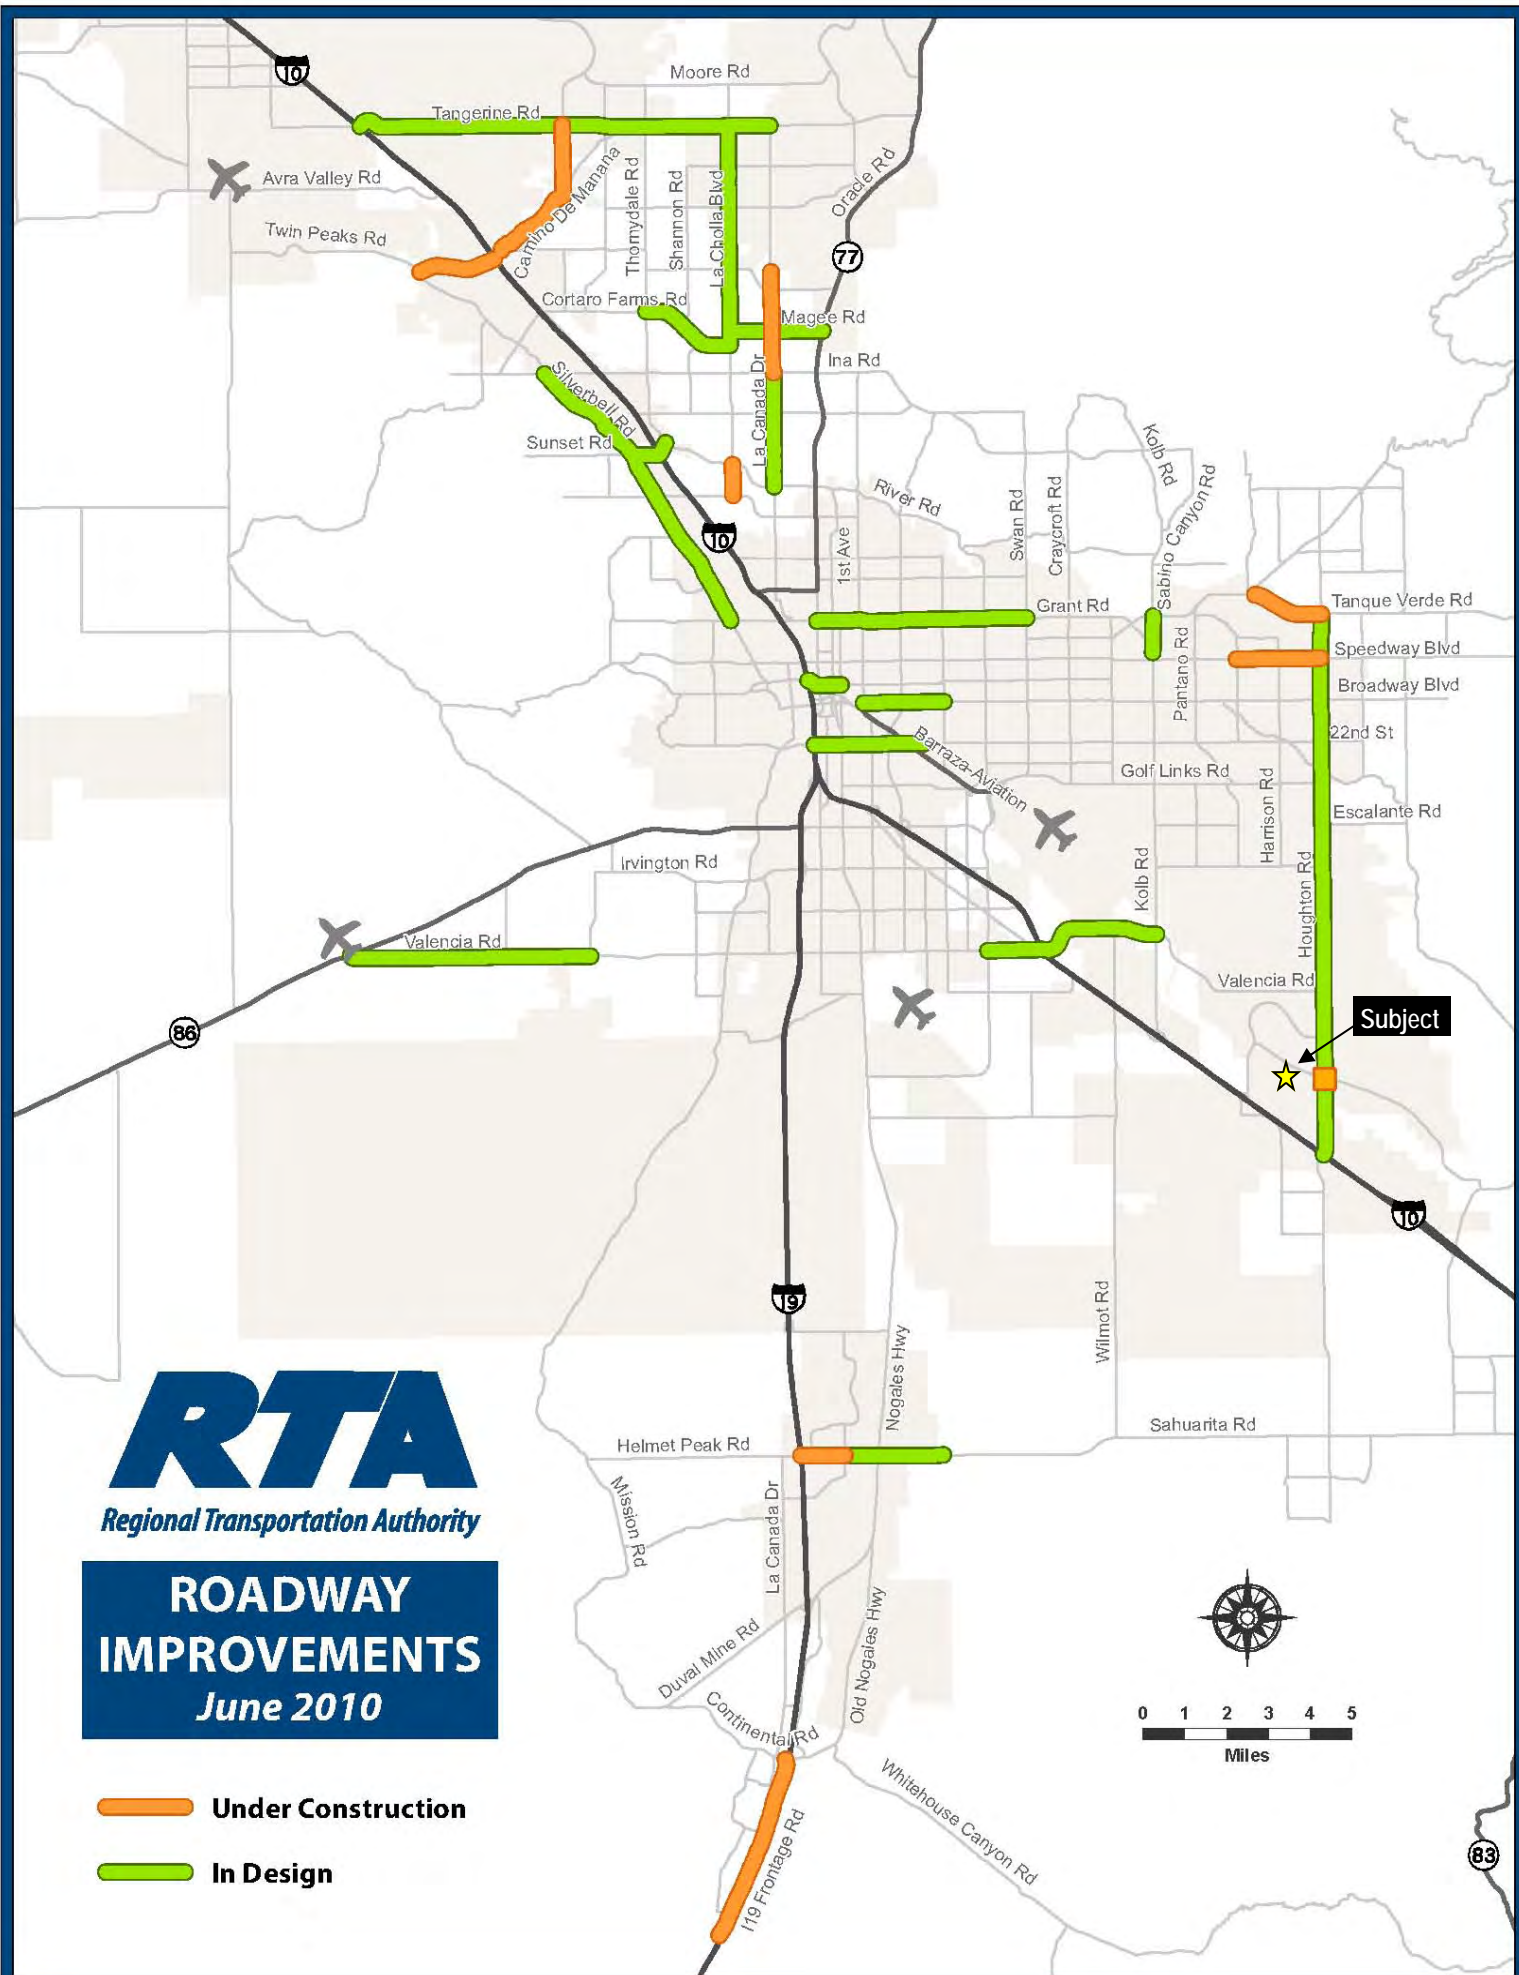 10
Moore Rd
Tangerine Rd
Avra Valley Rd
Twin Peaks Rd
Camino De Manana
Thornydale Rd
Shannon Rd
La Cholla Blvd
Oracle Rd
77
Cortaro Farms Rd
Magee Rd
Ina Rd
La Canada Dr
Silverbell Rd
Sunset Rd
10
River Rd
1st Ave
Swan Rd
Craycroft Rd
Kolb Rd
Sabino Canyon Rd
Grant Rd
Tanque Verde Rd
Speedway Blvd
Pantano Rd
Broadway Blvd
22nd St
Barraza-Aviation
Golf Links Rd
Harrison Rd
Escalante Rd
Irvington Rd
Kolb Rd
Houghton Rd
Valencia Rd
Valencia Rd
86
Subject
10
19
Wilmot Rd
Nogales Hwy
Sahuarita Rd
Helmet Peak Rd
Mission Rd
La Canada Dr
Duval Mine Rd
Old Nogales Hwy
Continental Rd
Whitehouse Canyon Rd
I19 Frontage Rd
83
RTA
Regional Transportation Authority
ROADWAY
IMPROVEMENTS
June 2010
Under Construction
In Design
0 1 2 3 4 5
Miles